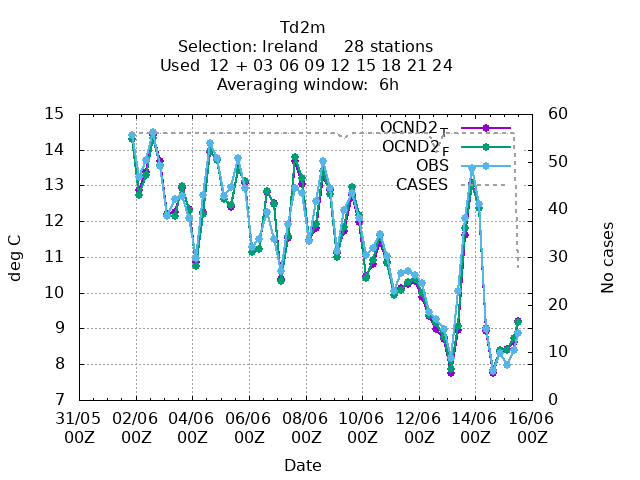 Td2m
Selection: Ireland 28 stations
Used 12 + 03 06 09 12 15 18 21 24
Averaging window: 6h
OCND2T
OCND2F
OBS
CASES
deg C
15
14
13
12
11
10
9
8
7
No cases
60
50
40
30
20
10
0
31/05 02/06 04/06 06/06 08/06 10/06 12/06 14/06 16/06
00Z 00Z 00Z 00Z 00Z 00Z 00Z 00Z 00Z
Date